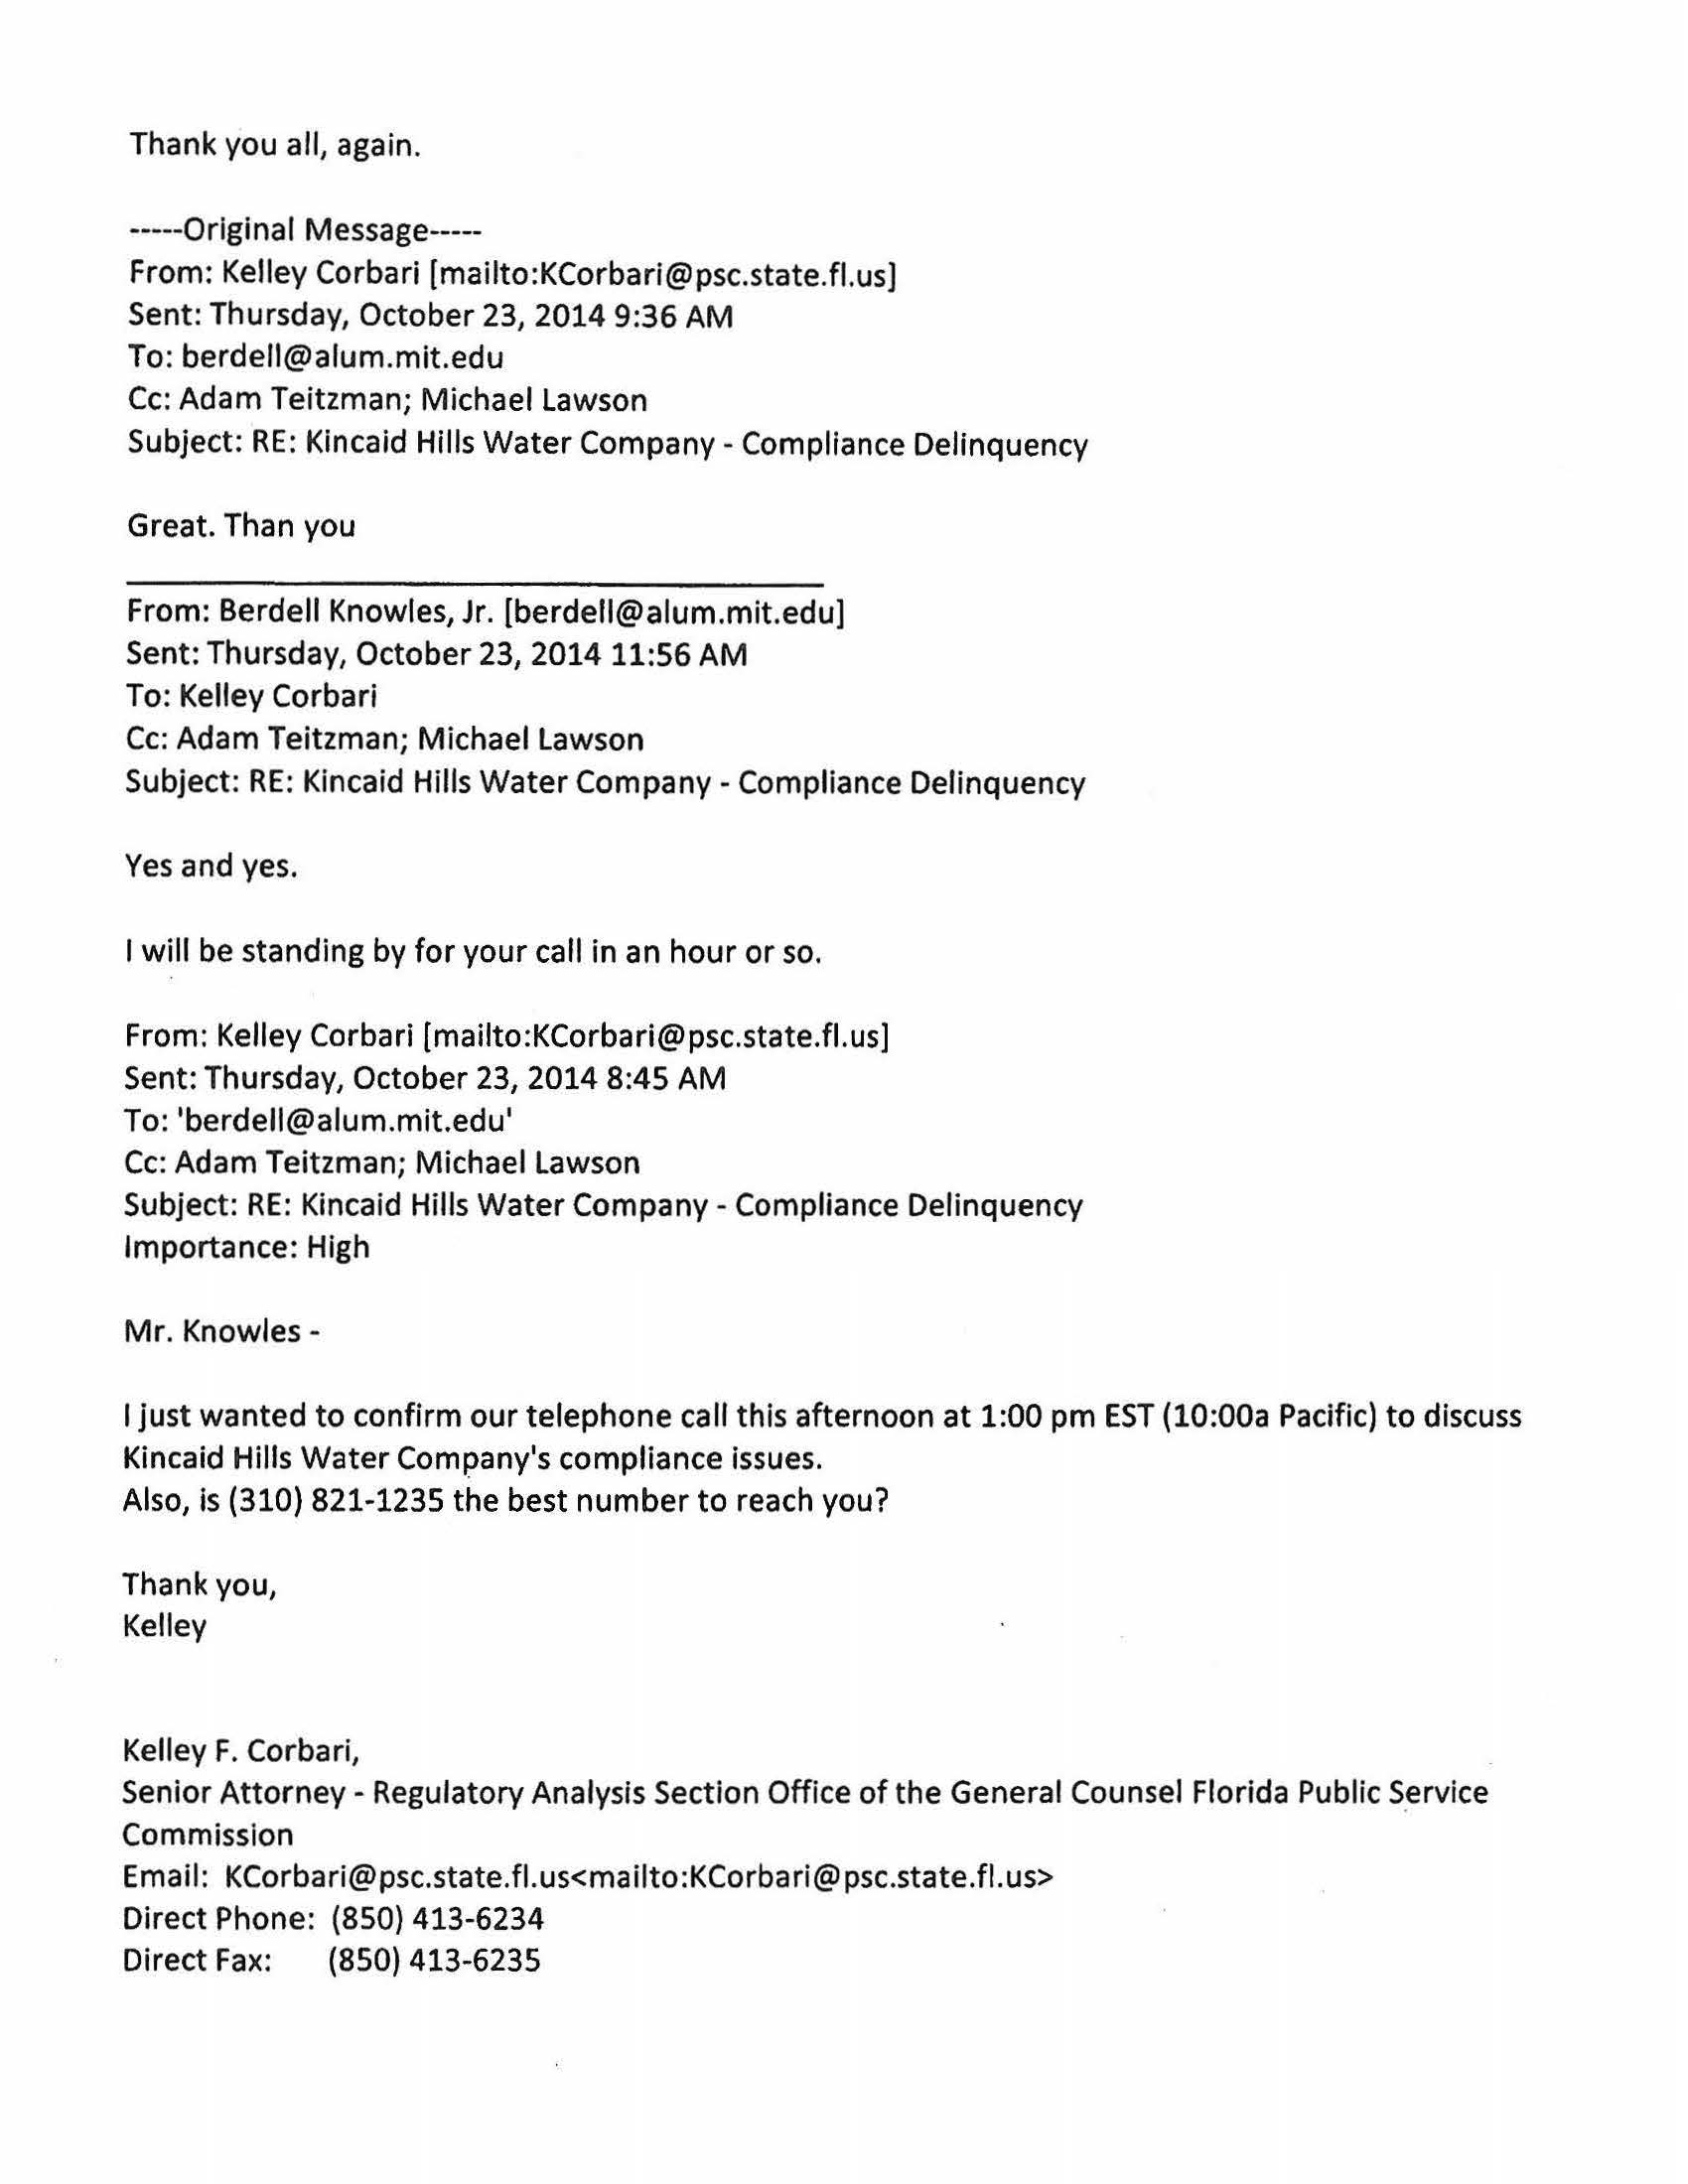 Thank you all, again.
-----Original Message-----
From: Kelley Corbari [mailto:KCorbari@psc.state.fl.us]
Sent: Thursday, October 23, 2014 9:36 AM
To: berdell@alum.mit.edu
Cc: Adam Teitzman; Michael Lawson
Subject: RE: Kincaid Hills Water Company - Compliance Delinquency
Great. Than you
From: Berdell Knowles, Jr. [berdell@alum.mit.edu]
Sent: Thursday, October 23, 2014 11:56 AM
To: Kelley Corbari
Cc: Adam Teitzman; Michael Lawson
Subject: RE: Kincaid Hills Water Company - Compliance Delinquency
Yes and yes.
I will be standing by for your call in an hour or so.
From: Kelley Corbari [mailto:KCorbari@psc.state.fl.us]
Sent: Thursday, October 23, 2014 8:45 AM
To: 'berdell@alum.mit.edu'
Cc: Adam Teitzman; Michael Lawson
Subject: RE: Kincaid Hills Water Company - Compliance Delinquency
Importance: High
Mr. Knowles -
I just wanted to confirm our telephone call this afternoon at 1:00 pm EST (10:00a Pacific) to discuss
Kincaid Hills Water Company's compliance issues.
Also, is (310) 821-1235 the best number to reach you?
Thank you,
Kelley
Kelley F. Corbari,
Senior Attorney - Regulatory Analysis Section Office of the General Counsel Florida Public Service
Commission
Email:  KCorbari@psc.state.fl.us<mailto:KCorbari@psc.state.fl.us>
Direct Phone:  (850) 413-6234
Direct Fax:     (850) 413-6235